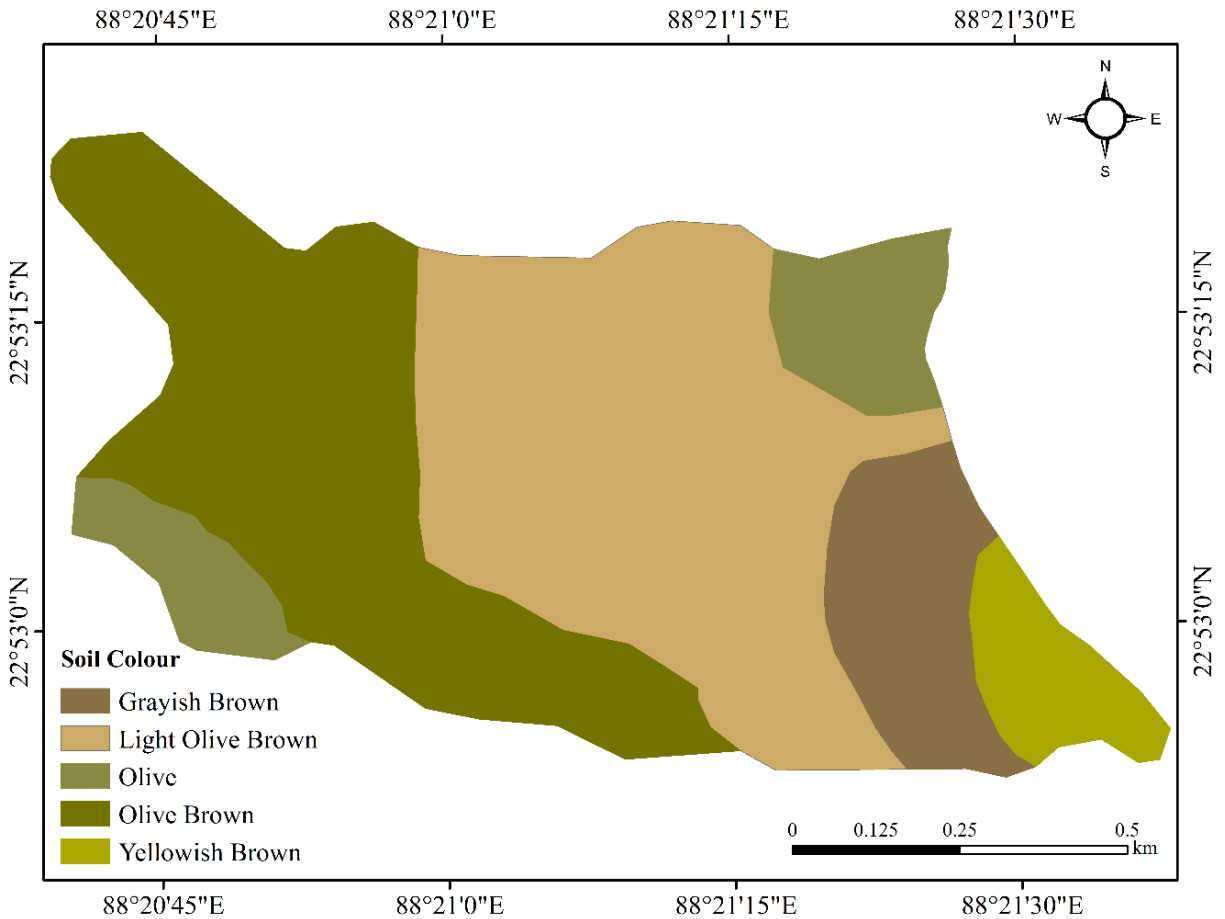 88°20'45"E 88°21'0"E 88°21'15"E 88°21'30"E
N
W E
S
22°53'15"N 22°53'15"N
22°53'0"N 22°53'0"N
Soil Colour
Grayish Brown
Light Olive Brown
Olive
Olive Brown
Yellowish Brown
0 0.125 0.25 0.5
km
88°20'45"E 88°21'0"E 88°21'15"E 88°21'30"E